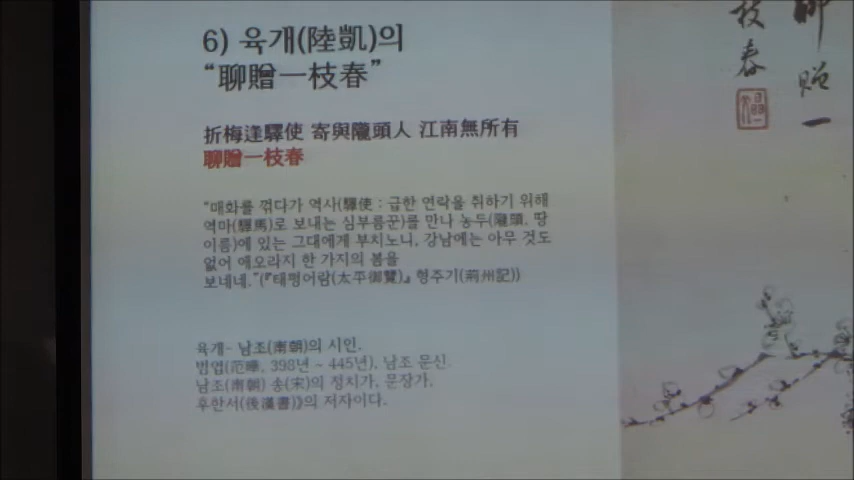 6) 육개(陸凱)의
“聊贈一枝春”
折梅逢驛使 寄與隴頭人 江南無所有
聊贈一枝春
“매화를 꺾다가 역사(驛使 : 급한 연락을 취하기 위해
역마(驛馬)로 보내는 심부름꾼)를 만나 농두(隴頭, 땅
이름)에 있는 그대에게 부치노니, 강남에는 아무 것도
없어 애오라지 한 가지의 봄을
보내네.”(『태평어람(太平御覽)』 형주기(荊州記))
육개- 남조(南朝)의 시인.
범엽(范曄, 398년 ~ 445년), 남조 문신.
남조(南朝) 송(宋)의 정치가, 문장가.
후한서(後漢書)》의 저자이다.
聊贈一
枝春